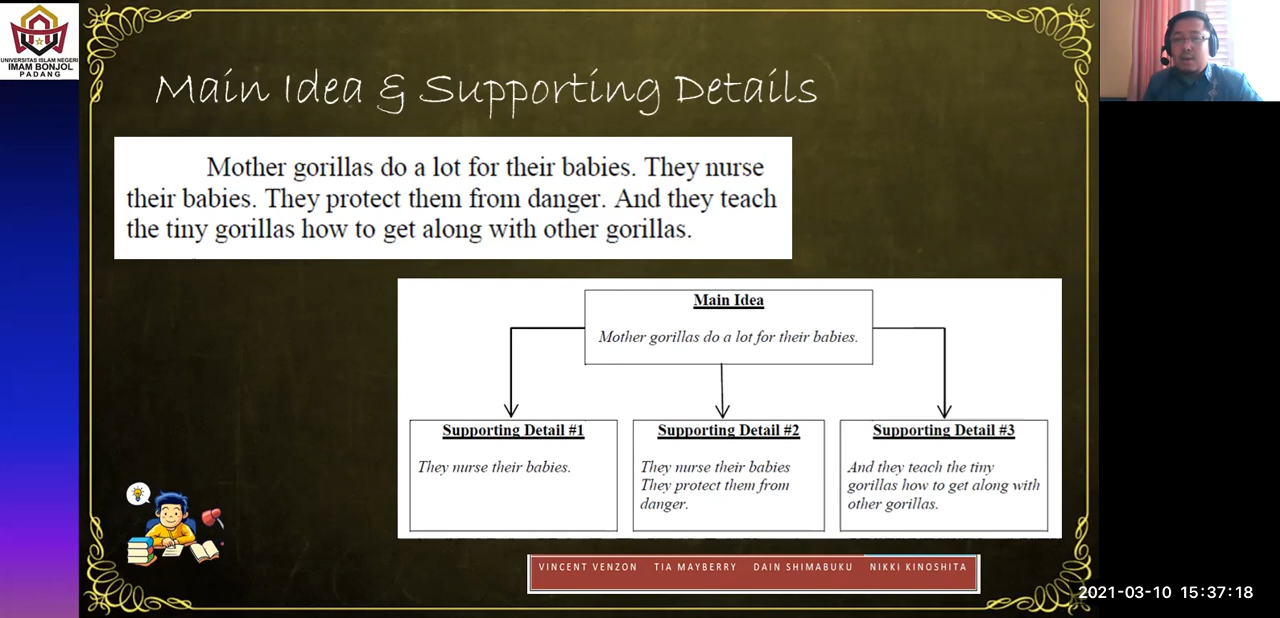 UNIVERSITAS ISLAM NEGERI
IMAM BONJOL
PADANG
Main Idea & Supporting Details
Mother gorillas do a lot for their babies. They nurse
their babies. They protect them from danger. And they teach
the tiny gorillas how to get along with other gorillas.
Main Idea
Mother gorillas do a lot for their babies.
Supporting Detail #1
They nurse their babies.
Supporting Detail #2
They nurse their babies
They protect them from
danger.
Supporting Detail #3
And they teach the tiny
gorillas how to get along with
other gorillas.
VINCENT VENZON TIA MAYBERRY DAIN SHIMABUKU NIKKI KINOSHITA
2021-03-10 15:37:18